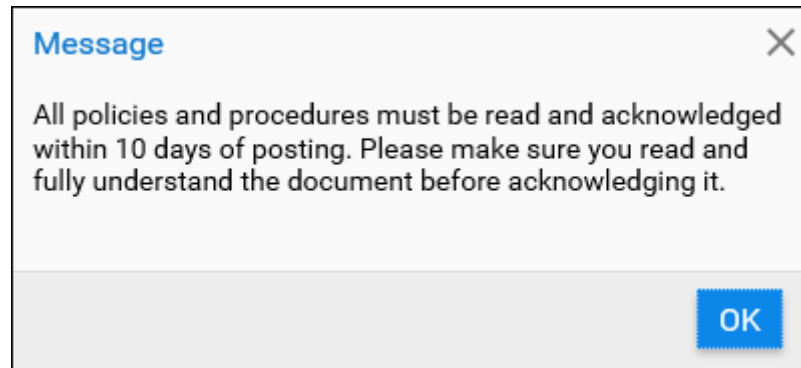 Message
All policies and procedures must be read and acknowledged
within 10 days of posting. Please make sure you read and
fully understand the document before acknowledging it.
OK